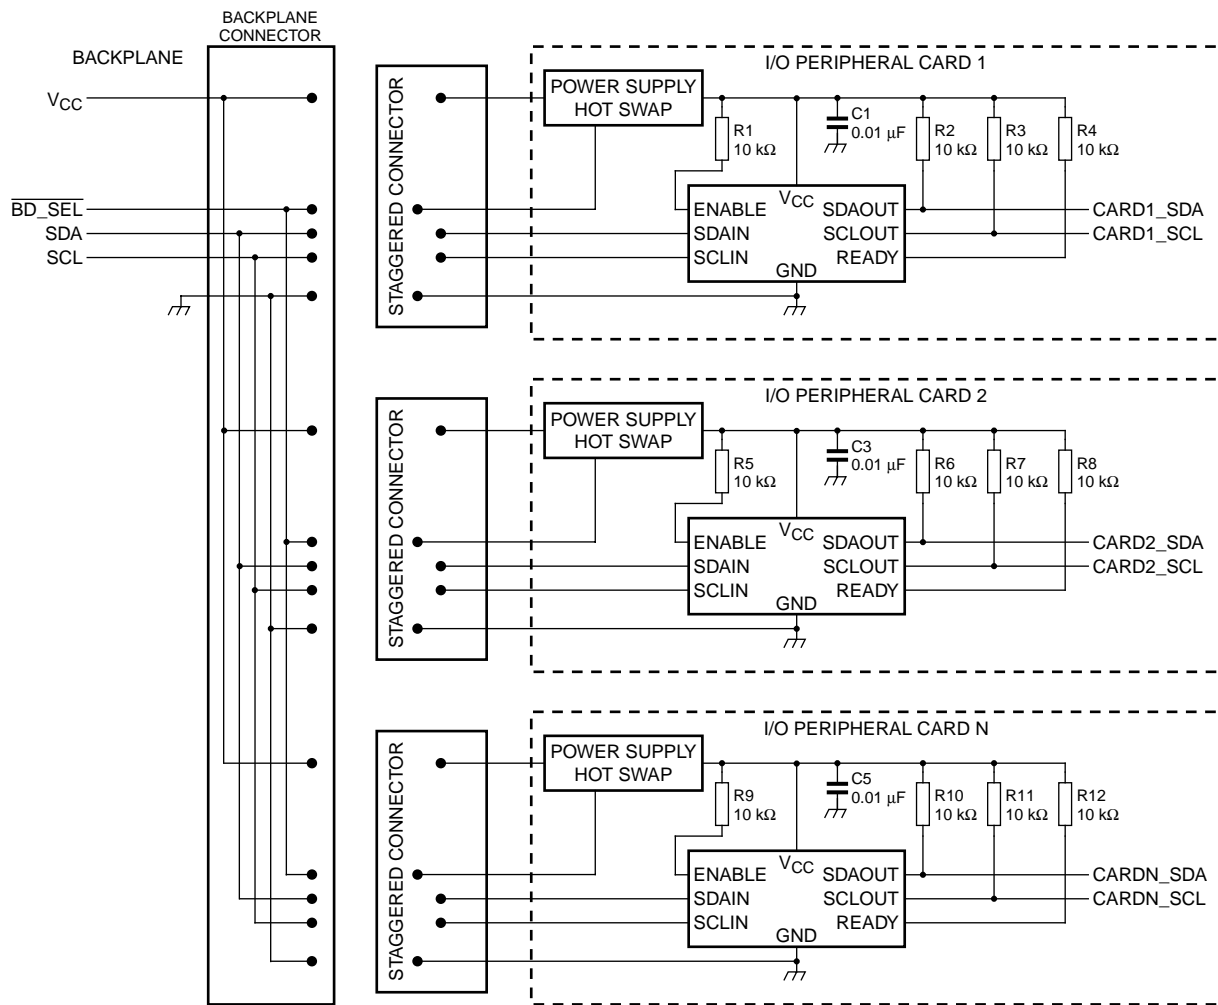 BACKPLANE
CONNECTOR
BACKPLANE
VCC
BD_SEL
SDA
SCL
STAGGERED CONNECTOR
I/O PERIPHERAL CARD 1
POWER SUPPLY
HOT SWAP
R1
10 kΩ
C1
0.01 μF
R2
10 kΩ
R3
10 kΩ
R4
10 kΩ
VCC
ENABLE
SDAIN
SCLIN
SDAOUT
SCLOUT
READY
GND
CARD1_SDA
CARD1_SCL
STAGGERED CONNECTOR
I/O PERIPHERAL CARD 2
POWER SUPPLY
HOT SWAP
R5
10 kΩ
C3
0.01 μF
R6
10 kΩ
R7
10 kΩ
R8
10 kΩ
VCC
ENABLE
SDAIN
SCLIN
SDAOUT
SCLOUT
READY
GND
CARD2_SDA
CARD2_SCL
STAGGERED CONNECTOR
I/O PERIPHERAL CARD N
POWER SUPPLY
HOT SWAP
R9
10 kΩ
C5
0.01 μF
R10
10 kΩ
R11
10 kΩ
R12
10 kΩ
VCC
ENABLE
SDAIN
SCLIN
SDAOUT
SCLOUT
READY
GND
CARDN_SDA
CARDN_SCL